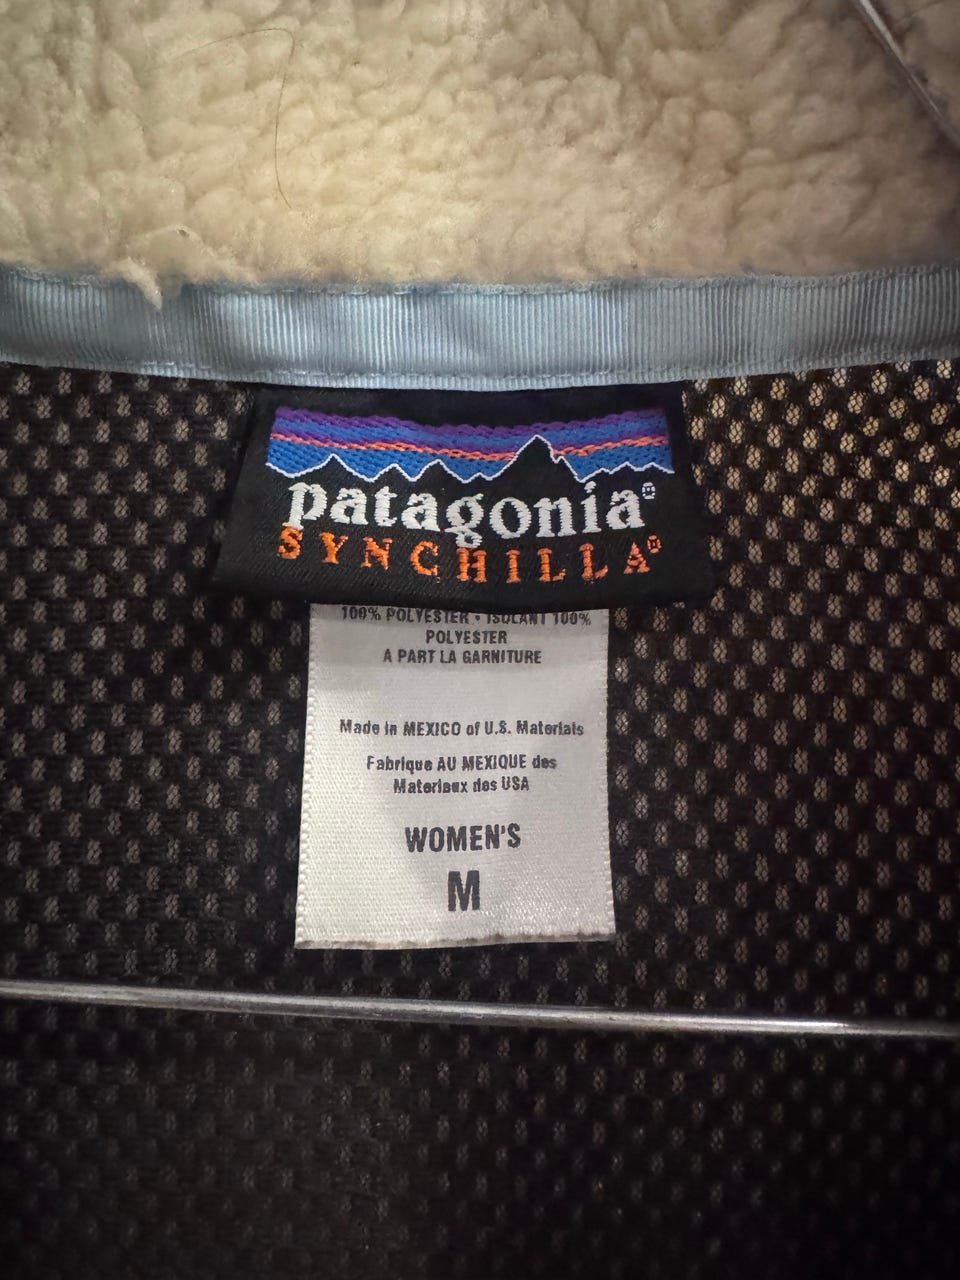 patagonia®
SYNCHILLA®
100% POLYESTER • ISOLANT 100%
POLYESTER
A PART LA GARNITURE
Made in MEXICO of U.S. Materials
Fabrique AU MEXIQUE des
Materiaux des USA
WOMEN'S
M